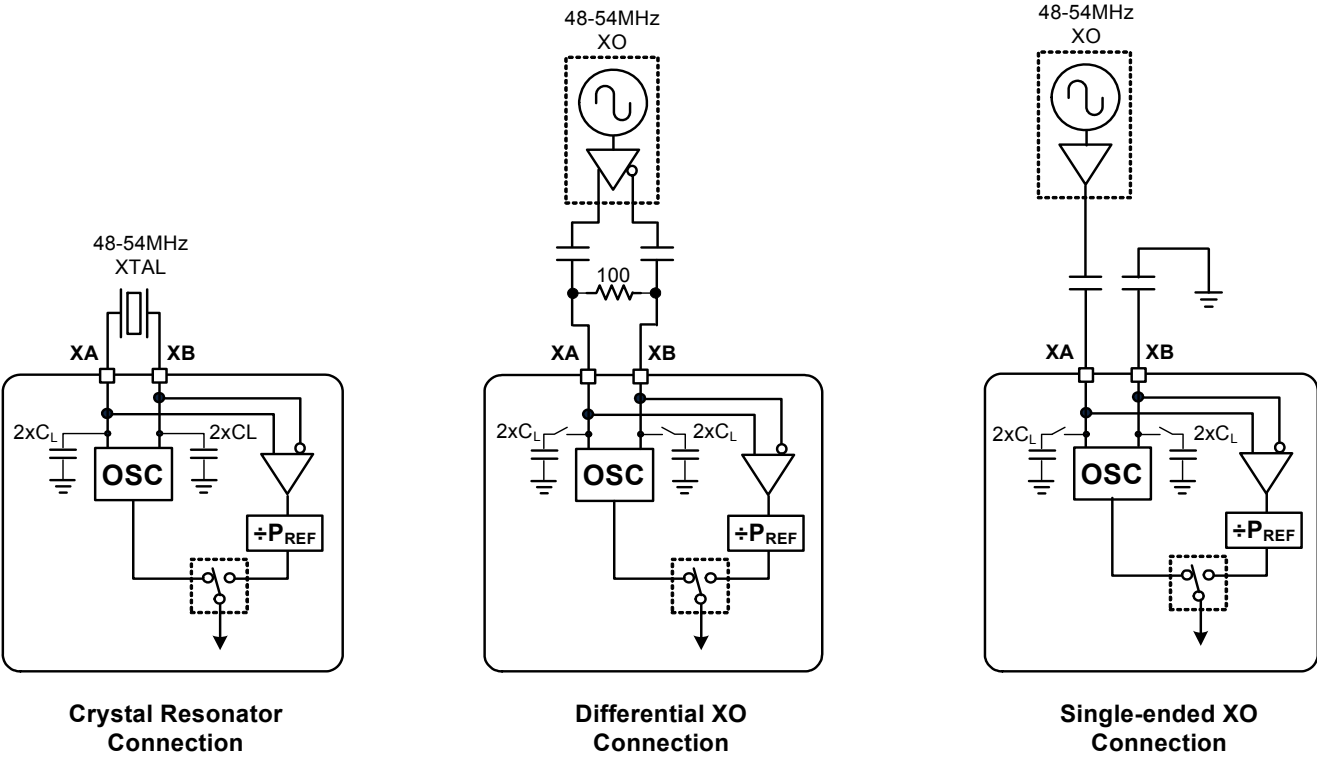 48-54MHz
XTAL
XA
XB
2xCL
2xCL
OSC
÷PREF
Crystal Resonator
Connection
48-54MHz
XO
100
XA
XB
2xCL
2xCL
OSC
÷PREF
Differential XO
Connection
48-54MHz
XO
XA
XB
2xCL
2xCL
OSC
÷PREF
Single-ended XO
Connection